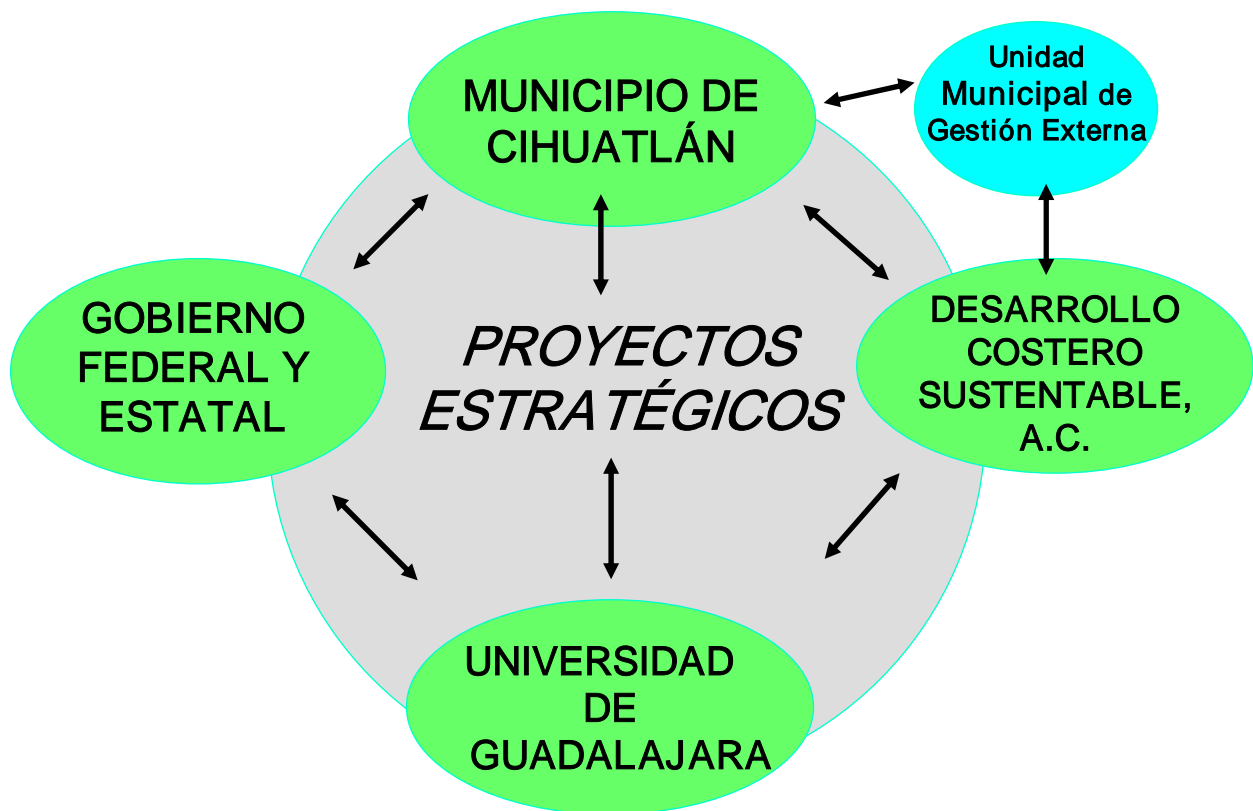 MUNICIPIO DE
CIHUATLÁN
Unidad
Municipal de
Gestión Externa
GOBIERNO
FEDERAL Y
ESTATAL
PROYECTOS
ESTRATÉGICOS
DESARROLLO
COSTERO
SUSTENTABLE,
A.C.
UNIVERSIDAD
DE
GUADALAJARA